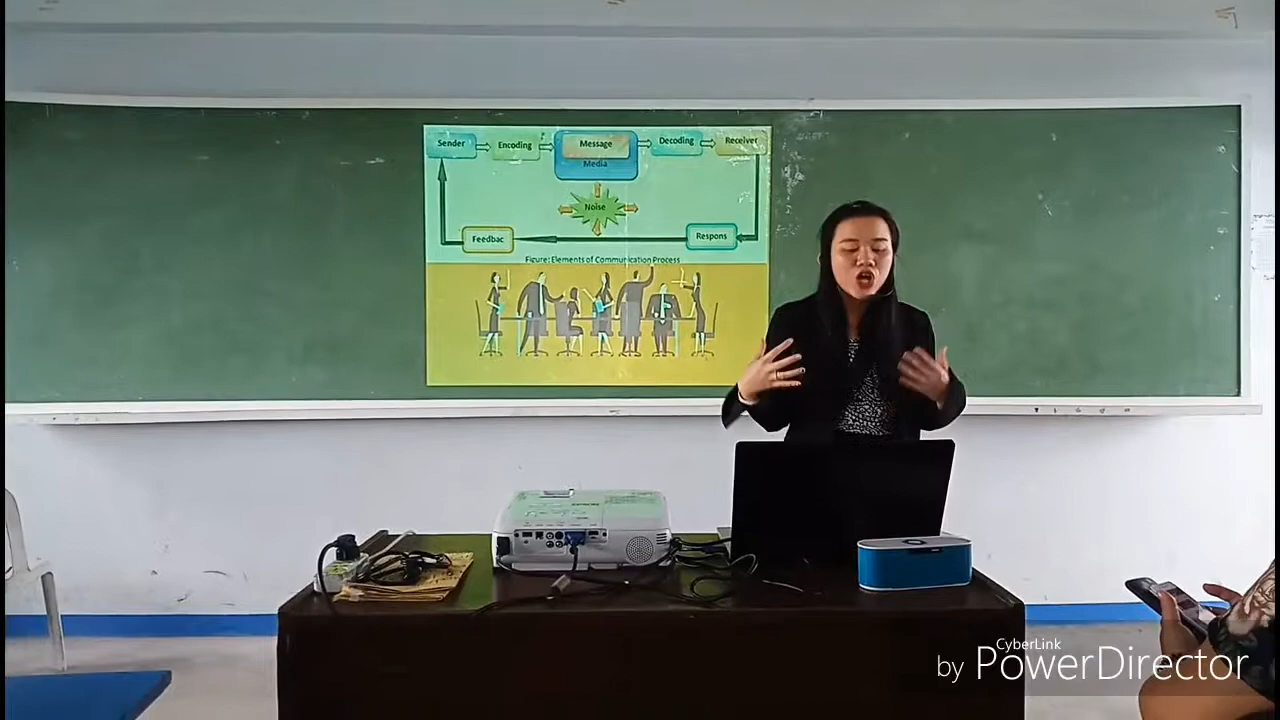 Sender
Encoding
Message
Decoding
Receiver
Media
Noise
Feedbac
Respons
Figure: Elements of Communication Process
CyberLink
by PowerDirector